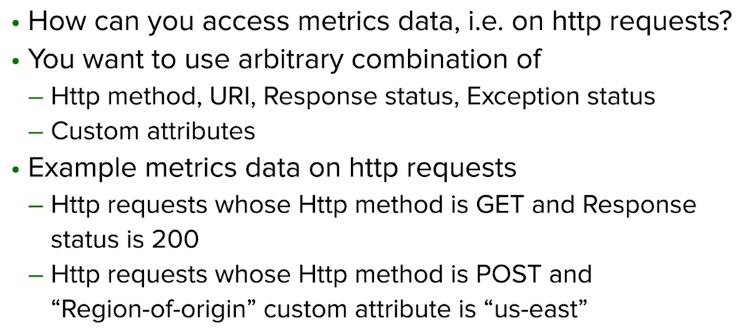 • How can you access metrics data, i.e. on http requests?
• You want to use arbitrary combination of
– Http method, URI, Response status, Exception status
– Custom attributes
• Example metrics data on http requests
– Http requests whose Http method is GET and Response
status is 200
– Http requests whose Http method is POST and
“Region-of-origin” custom attribute is “us-east”